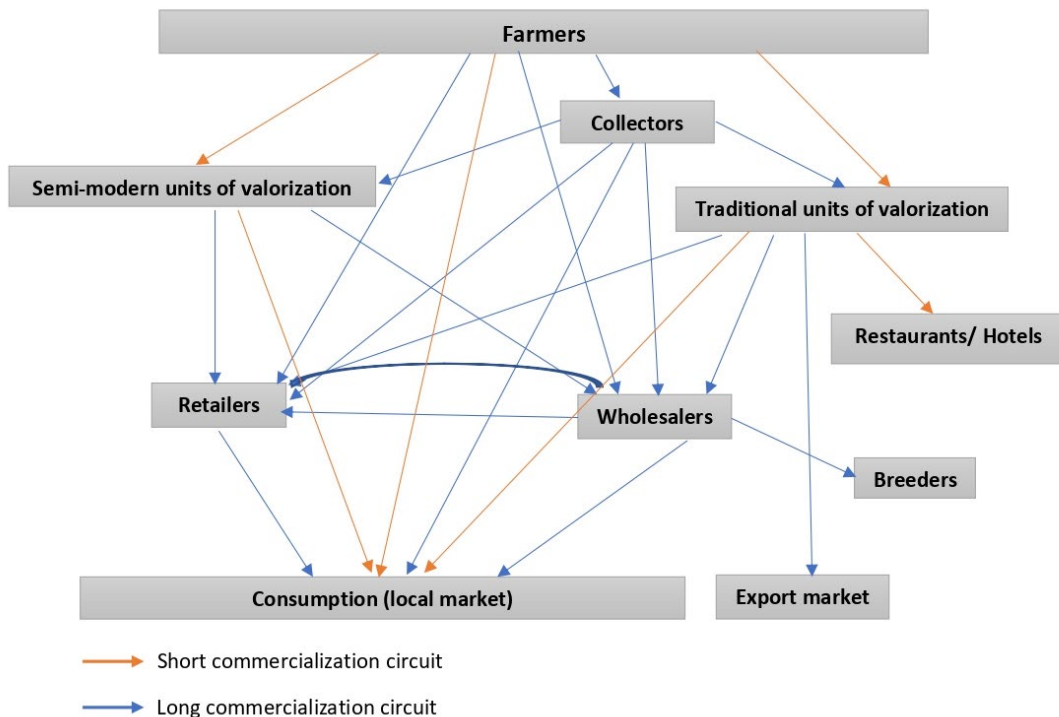 Farmers
Collectors
Semi-modern units of valorization
Traditional units of valorization
Restaurants/ Hotels
Retailers
Wholesalers
Breeders
Consumption (local market)
Export market
Short commercialization circuit
Long commercialization circuit